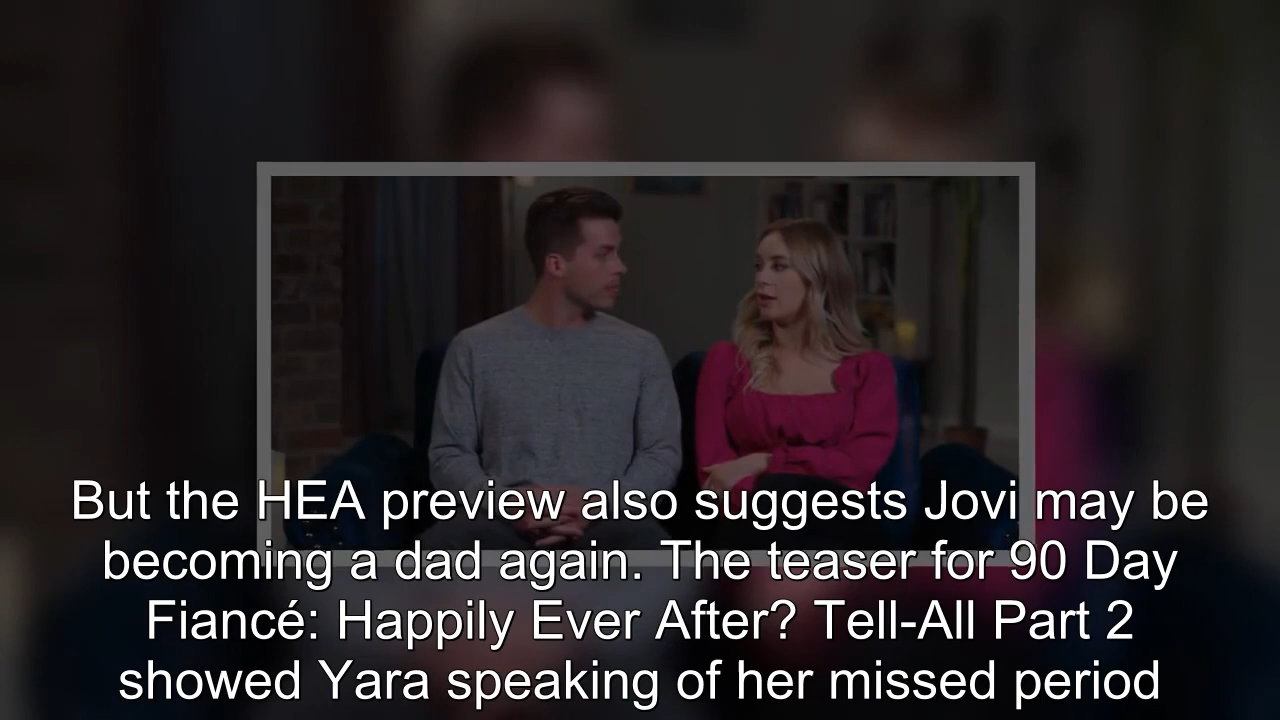 But the HEA preview also suggests Jovi may be
becoming a dad again. The teaser for 90 Day
Fiancé: Happily Ever After? Tell-All Part 2
showed Yara speaking of her missed period